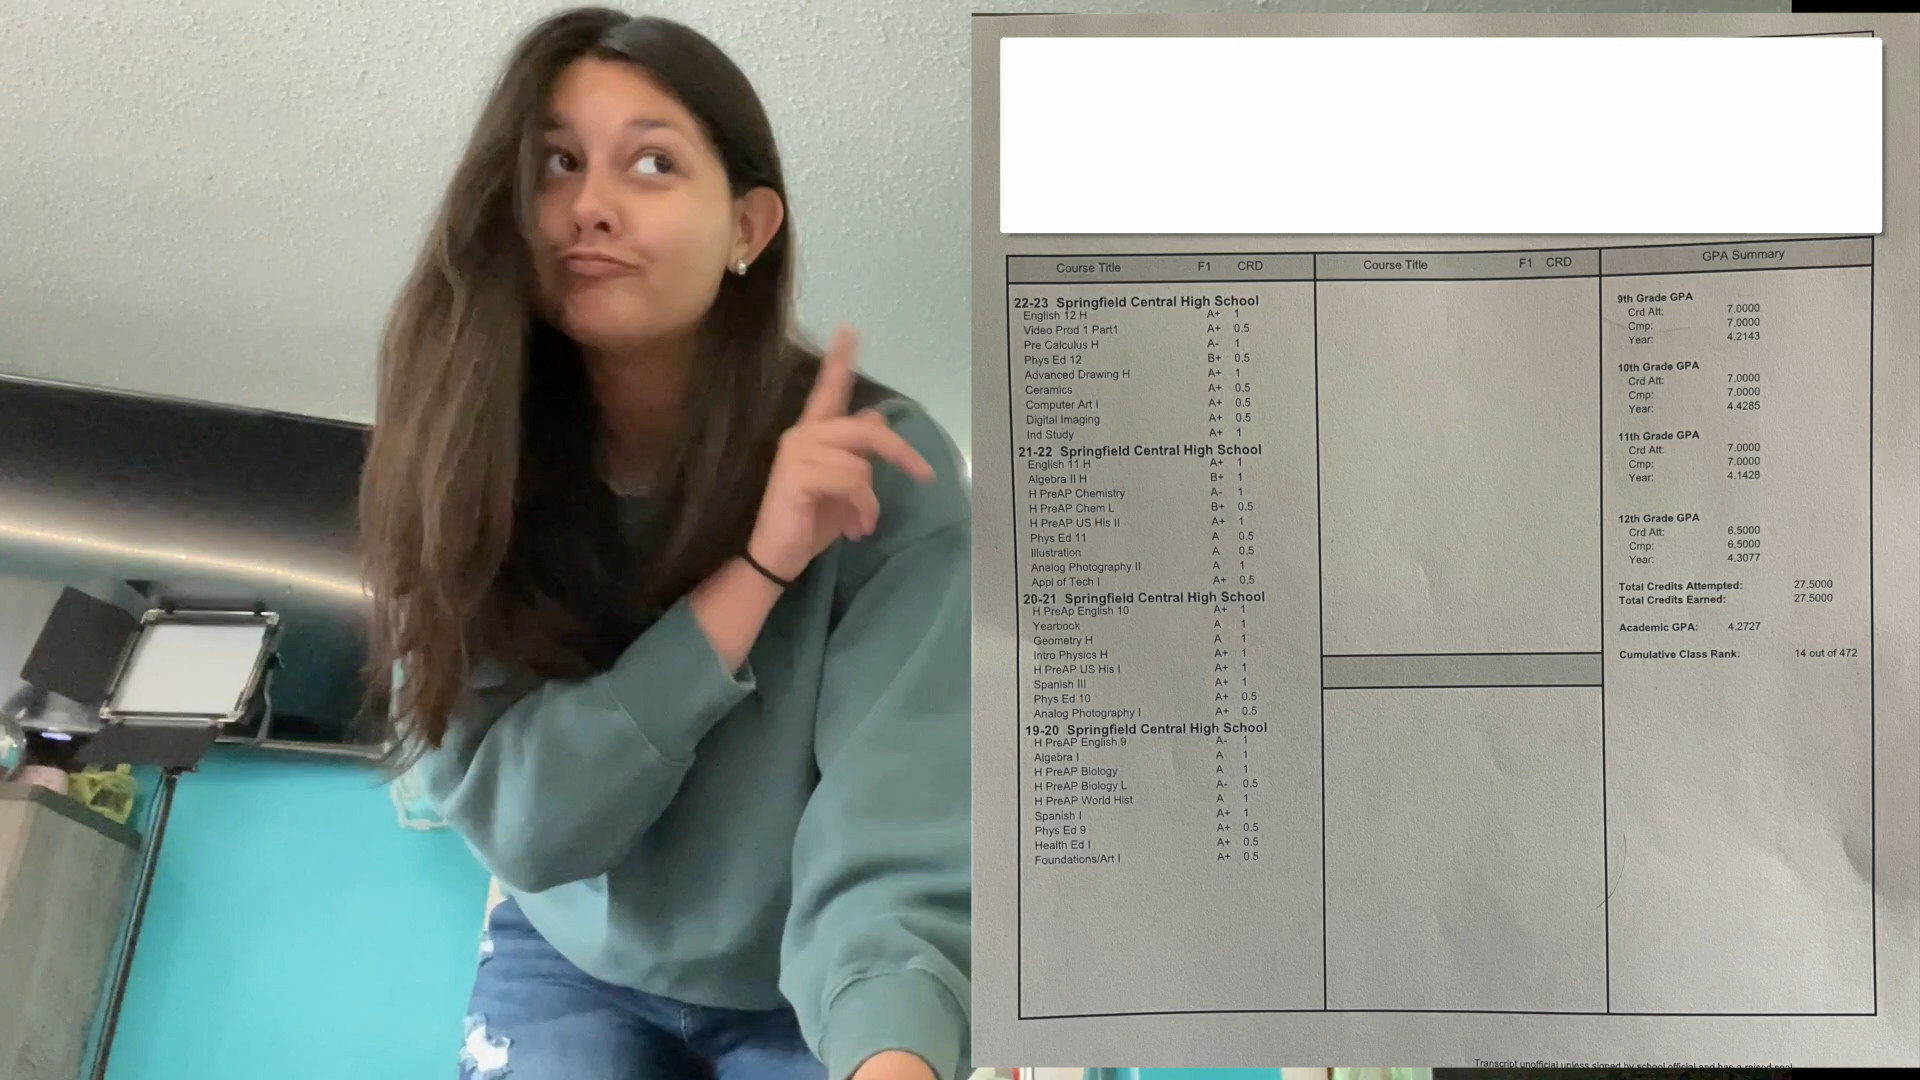 Course Title F1 CRD
22-23 Springfield Central High School
English 12 H A+ 1
Video Prod 1 Part1 A+ 0.5
Pre Calculus H A- 1
Phys Ed 12 B+ 0.5
Advanced Drawing H A+ 1
Ceramics A+ 0.5
Computer Art I A+ 0.5
Digital Imaging A+ 0.5
Ind Study A+ 1
21-22 Springfield Central High School
English 11 H A+ 1
Algebra II H B+ 1
H PreAP Chemistry A- 1
H PreAP Chem L B+ 0.5
H PreAP US His II A+ 1
Phys Ed 11 A 0.5
Illustration A 0.5
Analog Photography II A 1
Appl of Tech I A+ 0.5
20-21 Springfield Central High School
H PreAp English 10 A+ 1
Yearbook A 1
Geometry H A 1
Intro Physics H A+ 1
H PreAP US His I A+ 1
Spanish III A+ 1
Phys Ed 10 A+ 0.5
Analog Photography I A+ 0.5
19-20 Springfield Central High School
H PreAP English 9 A- 1
Algebra I A 1
H PreAP Biology A 1
H PreAP Biology L A- 0.5
H PreAP World Hist A 1
Spanish I A+ 1
Phys Ed 9 A+ 0.5
Health Ed I A+ 0.5
Foundations/Art I A+ 0.5
Course Title F1 CRD
GPA Summary
9th Grade GPA
Crd Att: 7.0000
Cmp: 7.0000
Year: 4.2143
10th Grade GPA
Crd Att: 7.0000
Cmp: 7.0000
Year: 4.4285
11th Grade GPA
Crd Att: 7.0000
Cmp: 7.0000
Year: 4.1428
12th Grade GPA
Crd Att: 6.5000
Cmp: 6.5000
Year: 4.3077
Total Credits Attempted: 27.5000
Total Credits Earned: 27.5000
Academic GPA: 4.2727
Cumulative Class Rank: 14 out of 472
Transcript unofficial unless signed by school official and has a raised seal